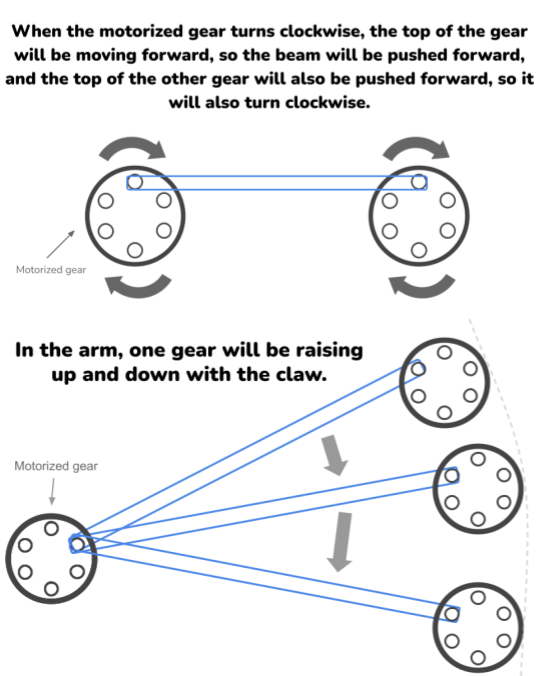 When the motorized gear turns clockwise, the top of the gear
will be moving forward, so the beam will be pushed forward,
and the top of the other gear will also be pushed forward, so it
will also turn clockwise.
Motorized gear
In the arm, one gear will be raising
up and down with the claw.
Motorized gear